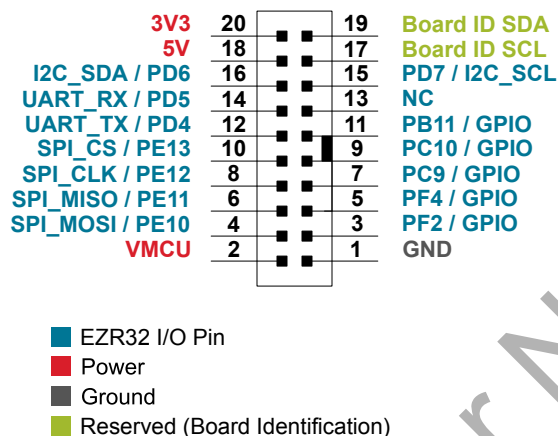 3V3 20 19 Board ID SDA
5V 18 17 Board ID SCL
I2C_SDA / PD6 16 15 PD7 / I2C_SCL
UART_RX / PD5 14 13 NC
UART_TX / PD4 12 11 PB11 / GPIO
SPI_CS / PE13 10 9 PC10 / GPIO
SPI_CLK / PE12 8 7 PC9 / GPIO
SPI_MISO / PE11 6 5 PF4 / GPIO
SPI_MOSI / PE10 4 3 PF2 / GPIO
VMCU 2 1 GND
EZR32 I/O Pin
Power
Ground
Reserved (Board Identification)